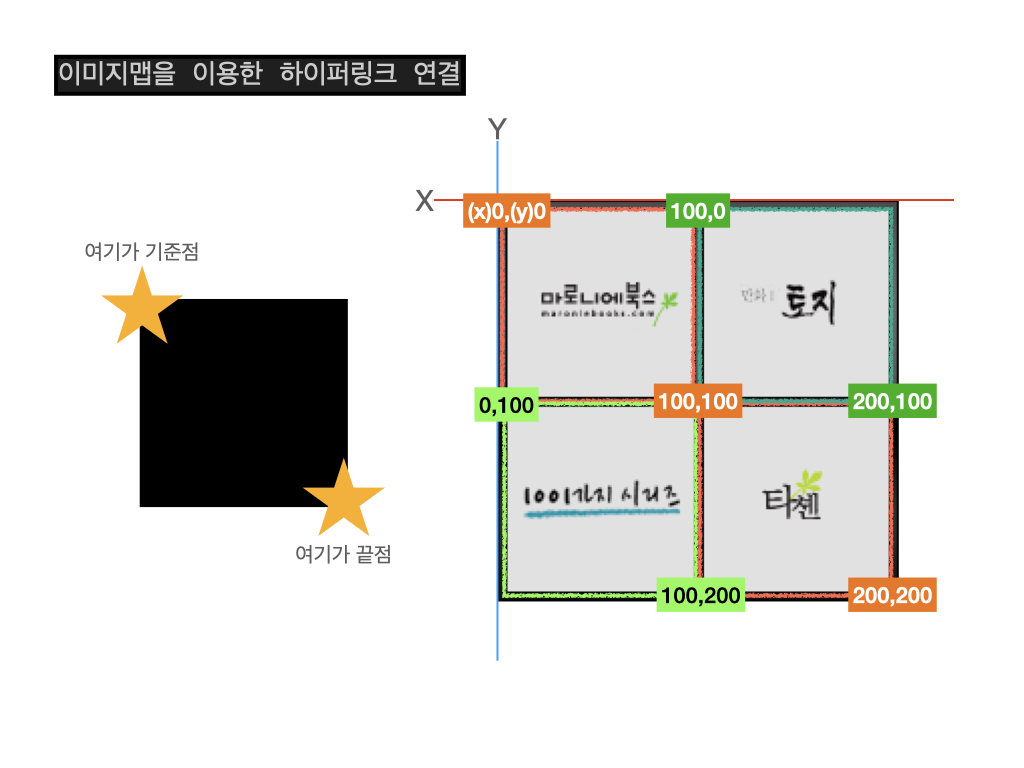 이미지맵을 이용한 하이퍼링크 연결
Y
X
(x)0,(y)0
100,0
여기가 기준점
마로니에북스
maroniebooks.com
만화
토지
0,100
100,100
200,100
1001가지 시리즈
타셴
여기가 끝점
100,200
200,200